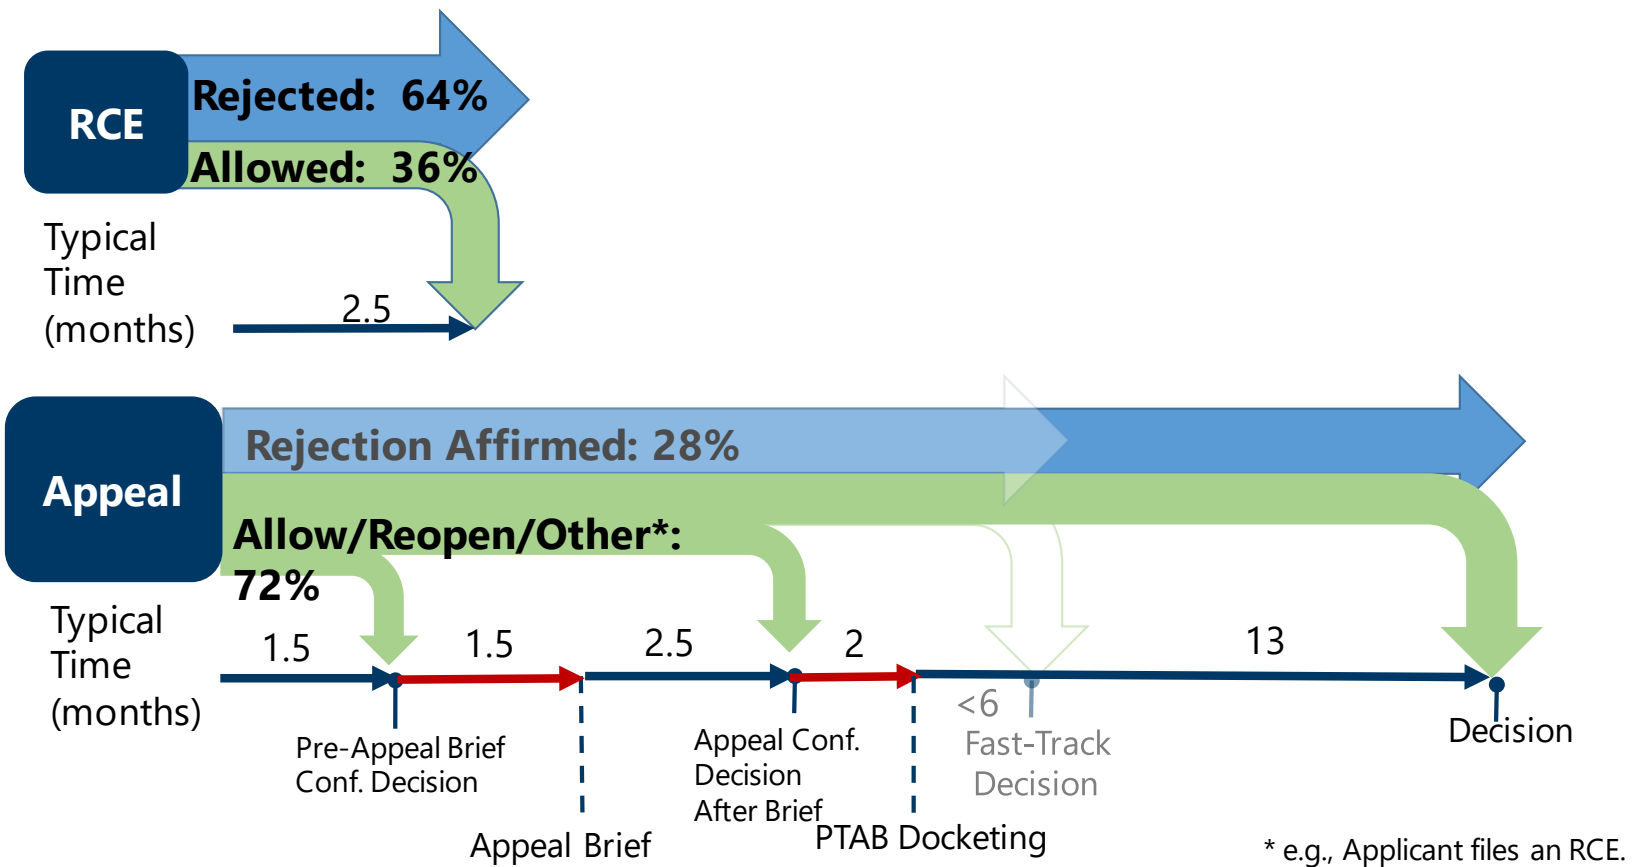 RCE
Rejected: 64%
Allowed: 36%
Typical
Time
(months)
2.5
Appeal
Rejection Affirmed: 28%
Allow/Reopen/Other*:
72%
Typical
Time
(months)
1.5
1.5
2.5
2
13
<6
Pre-Appeal Brief
Conf. Decision
Appeal Brief
Appeal Conf.
Decision
After Brief
PTAB Docketing
Fast-Track
Decision
Decision
* e.g., Applicant files an RCE.